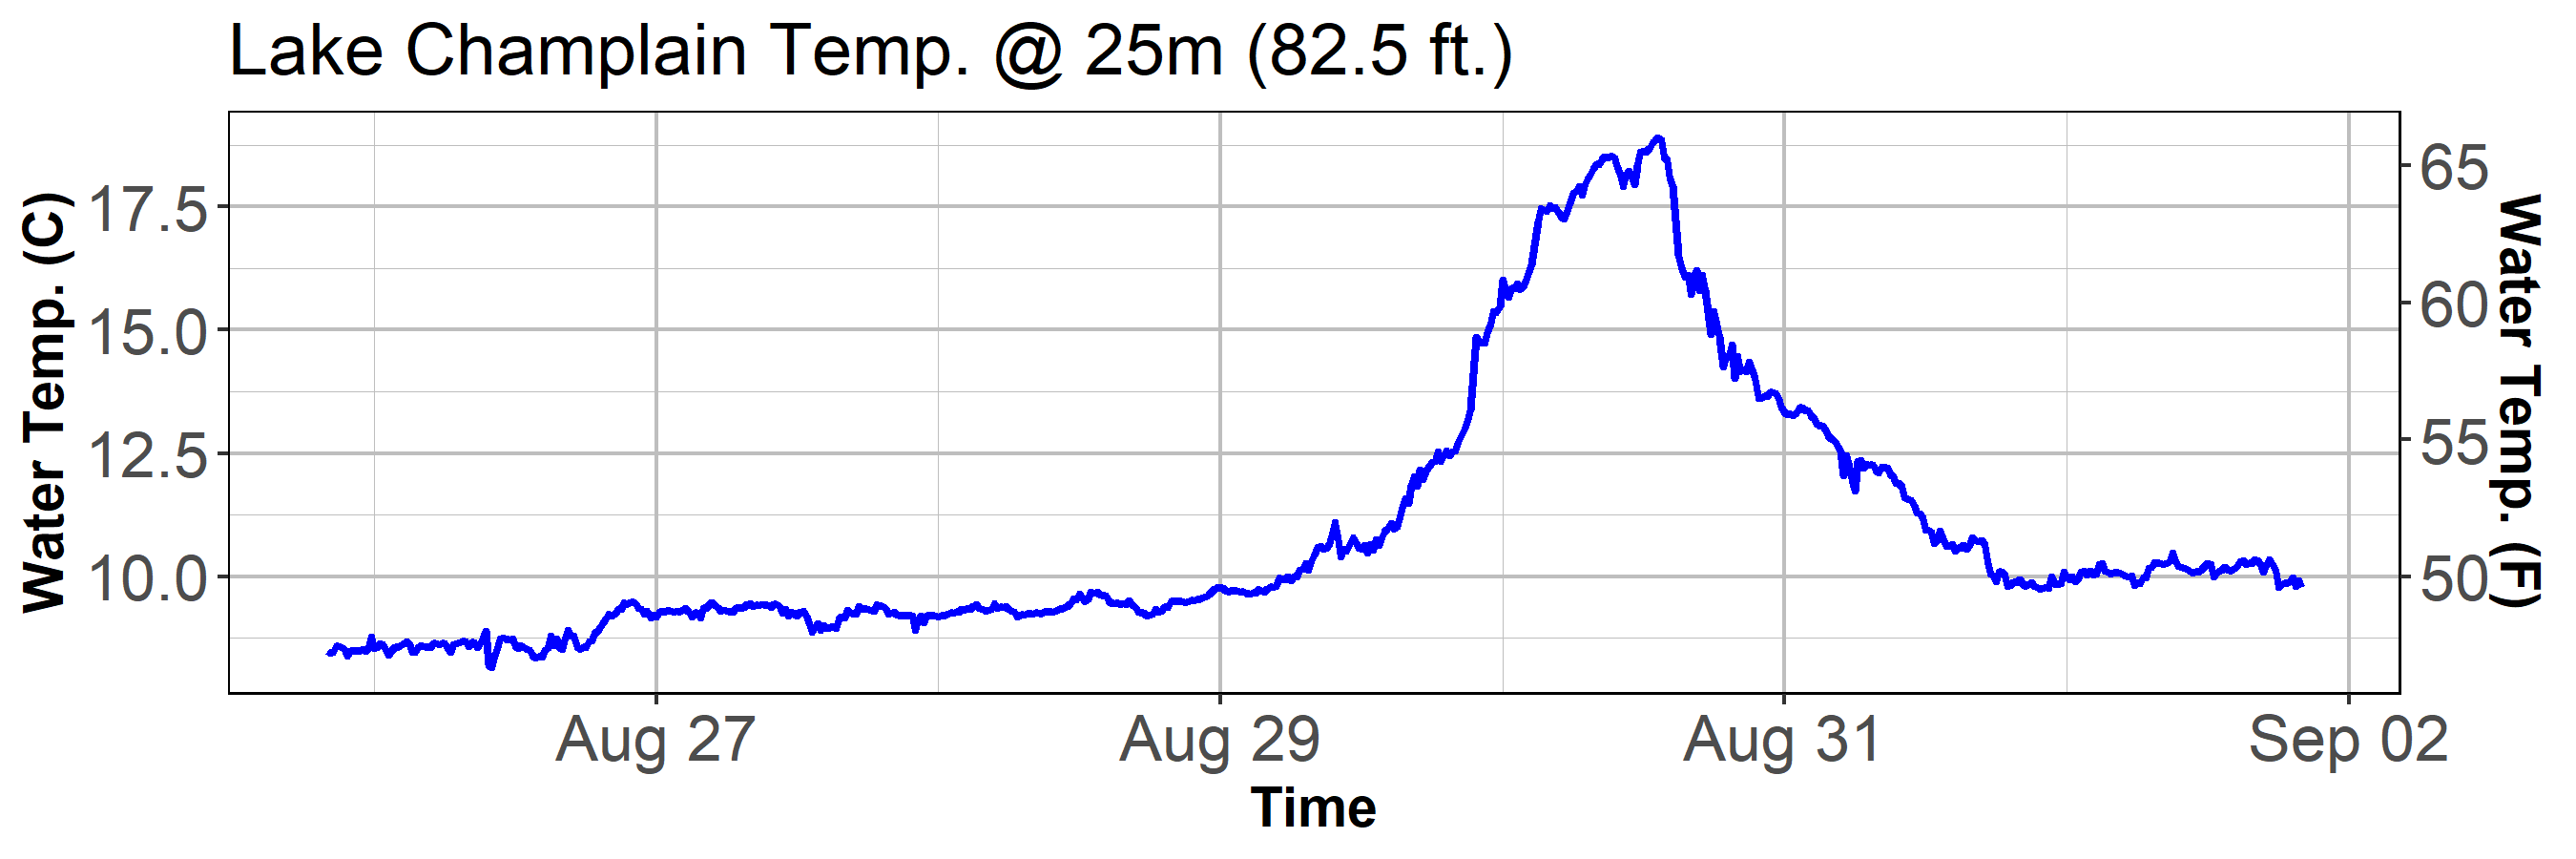 Lake Champlain Temp. @ 25m (82.5 ft.)
Water Temp. (C)
17.5
15.0
12.5
10.0
65
60
55
50
Water Temp. (F)
Aug 27 Aug 29 Aug 31 Sep 02
Time